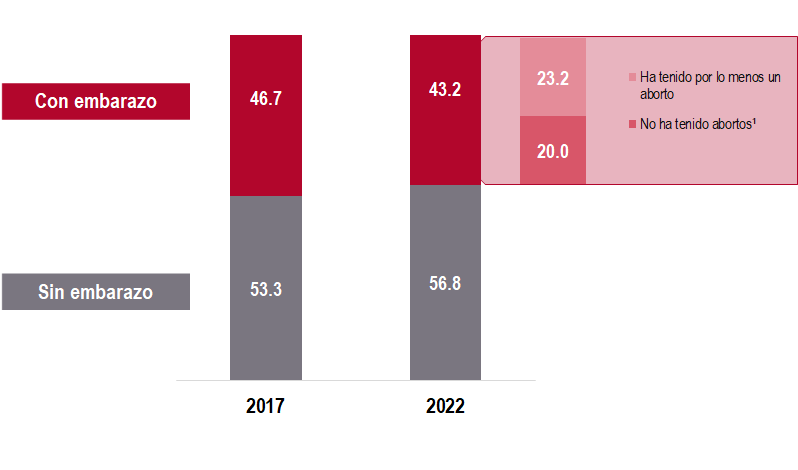 Con embarazo
46.7
43.2
23.2
20.0
Ha tenido por lo menos un
aborto
No ha tenido abortos¹
Sin embarazo
53.3
56.8
2017
2022